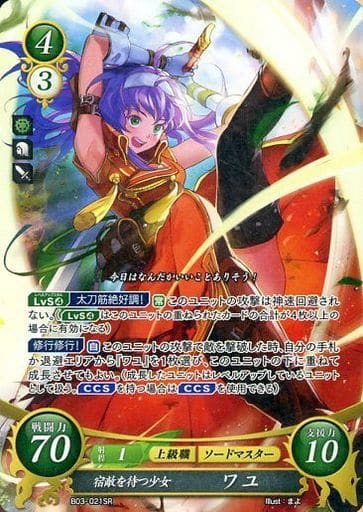 4
3
今日はなんだかいいことありそう!
LvS4 太刀筋絶好調! 常 このユニットの攻撃は神速回避され
ない。(LvS4はこのユニットの重ねられたカードの合計が4枚以上の
場合に有効になる)
修行修行! 自 このユニットの攻撃で敵を撃破した時、自分の手札
か退避エリアから『ワユ』を1枚選び、このユニットの下に重ねて
成長させてもよい。(成長したユニットはレベルアップしているユニット
として扱う。CCSを持つ場合はCCSを使用できる)
戦闘力
70
射程 1
上級職 ソードマスター
支援力
10
宿敵を待つ少女 ワユ
B03-021SR
Illust:まよ